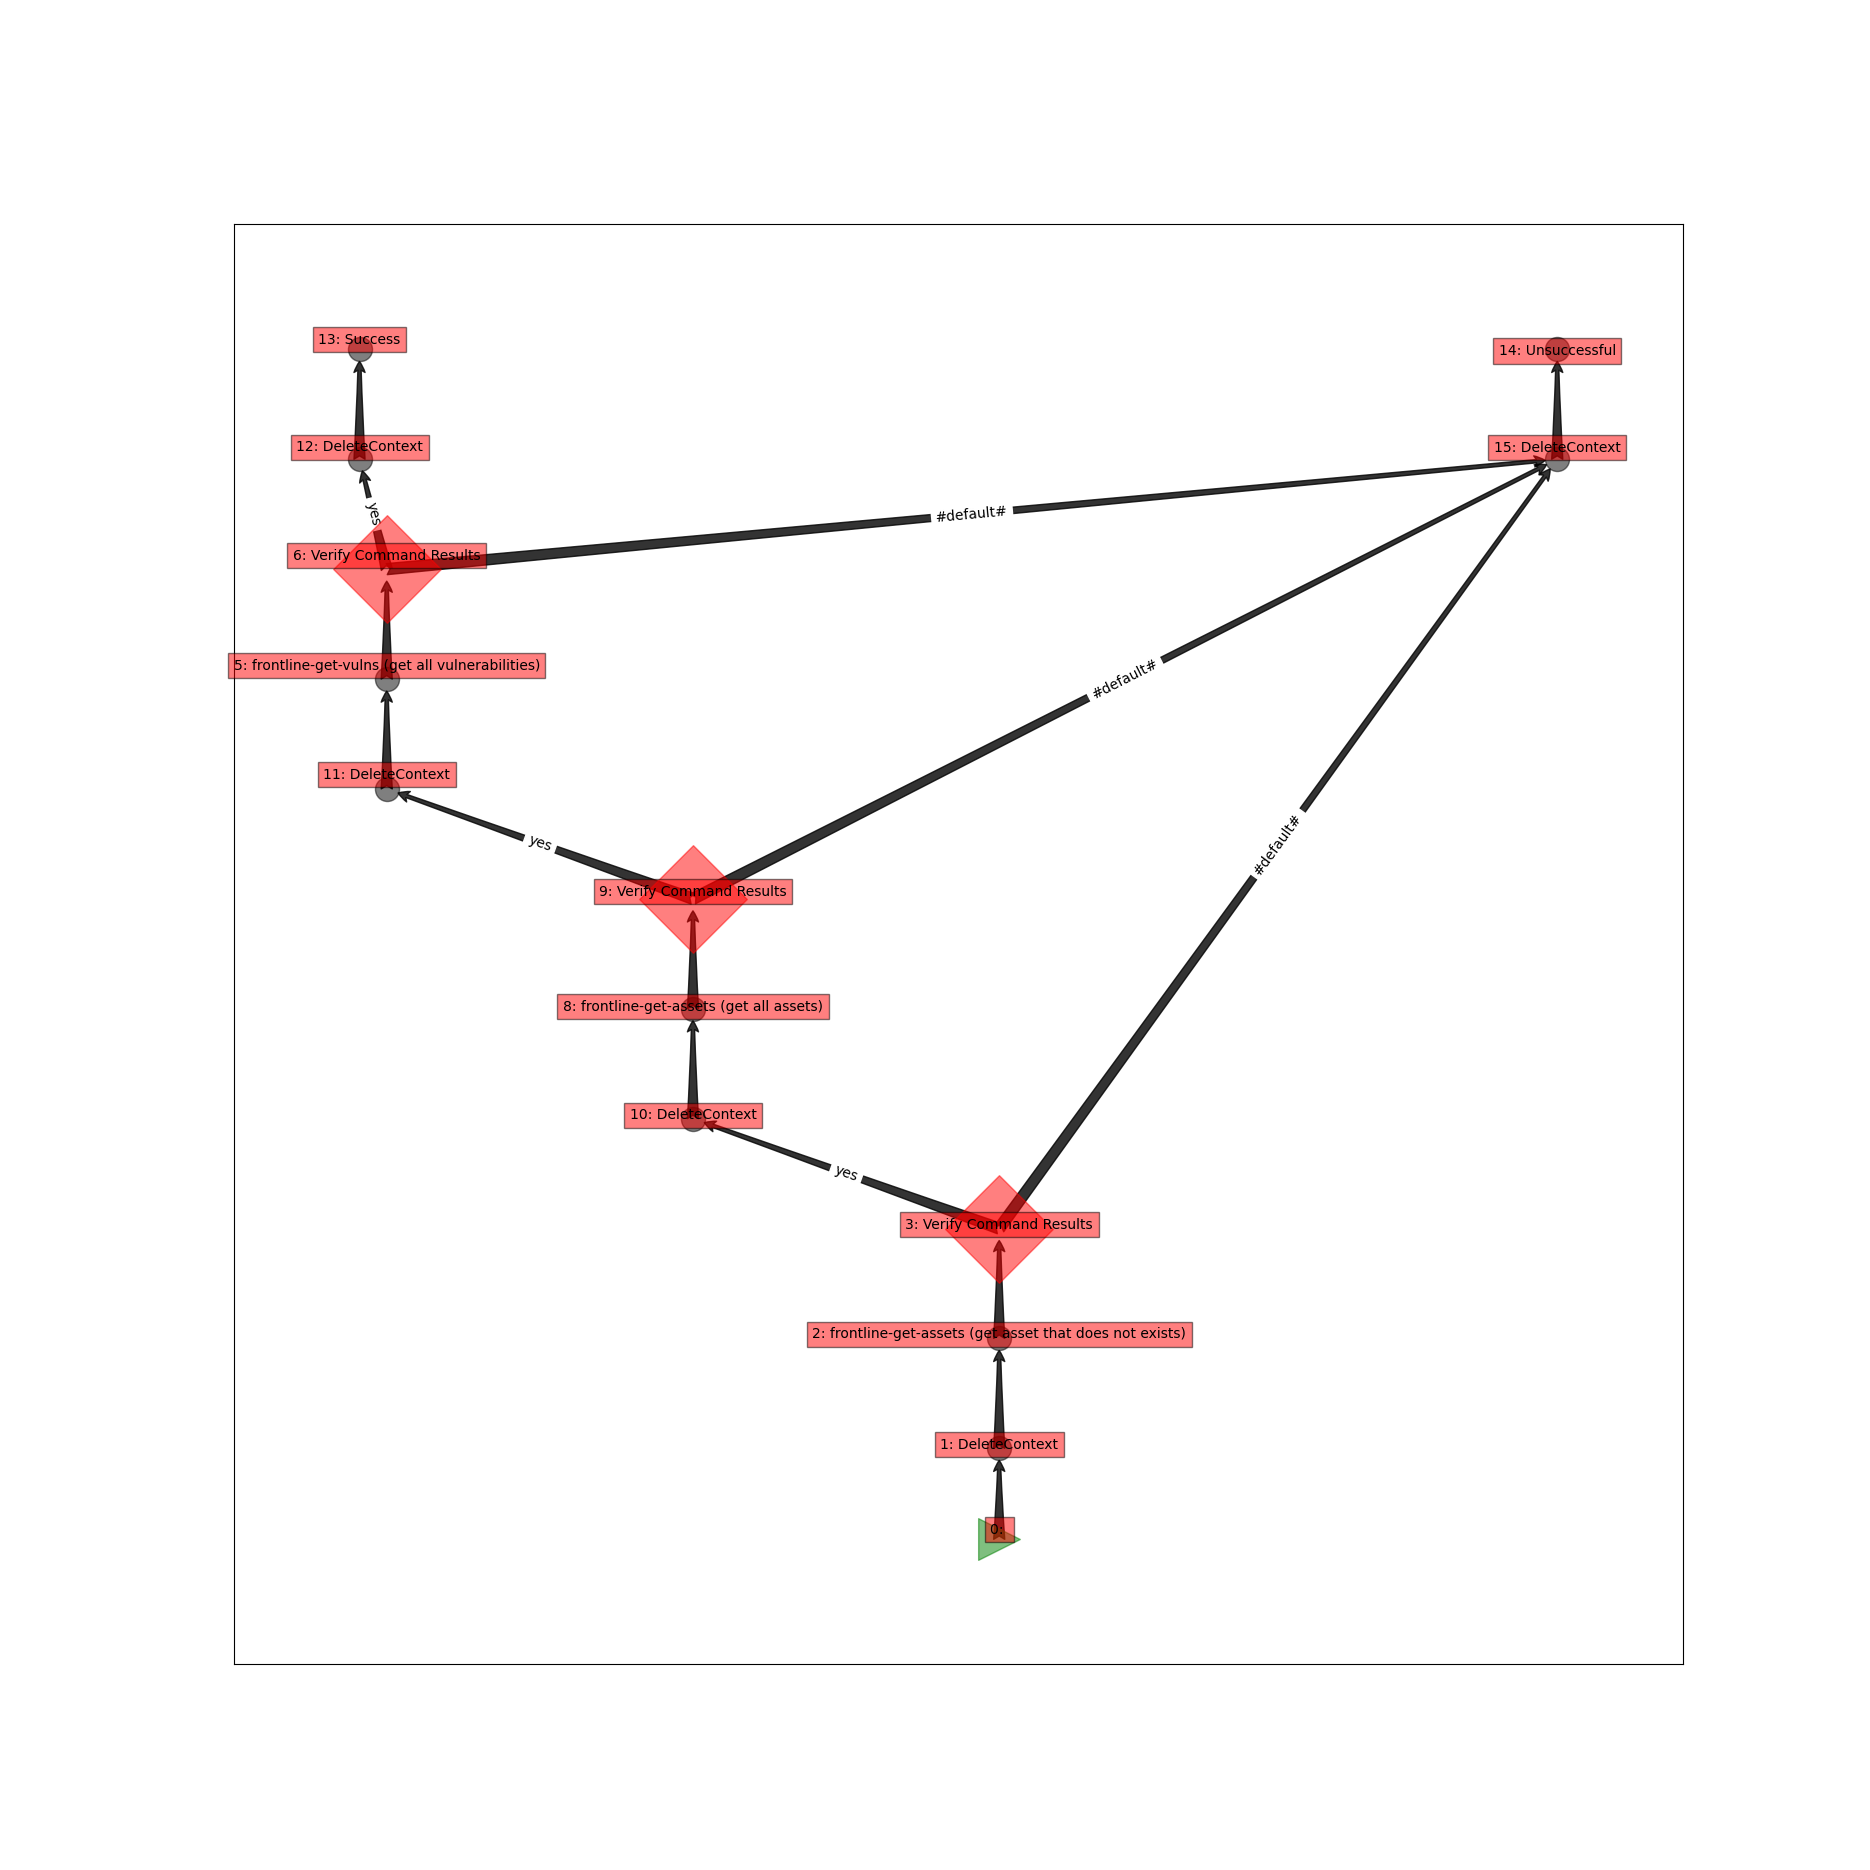 13: Success
14: Unsuccessful
12: DeleteContext
15: DeleteContext
yes
#default#
6: Verify Command Results
5: frontline-get-vulns (get all vulnerabilities)
#default#
11: DeleteContext
yes
#default#
9: Verify Command Results
8: frontline-get-assets (get all assets)
10: DeleteContext
yes
3: Verify Command Results
2: frontline-get-assets (get asset that does not exists)
1: DeleteContext
0: